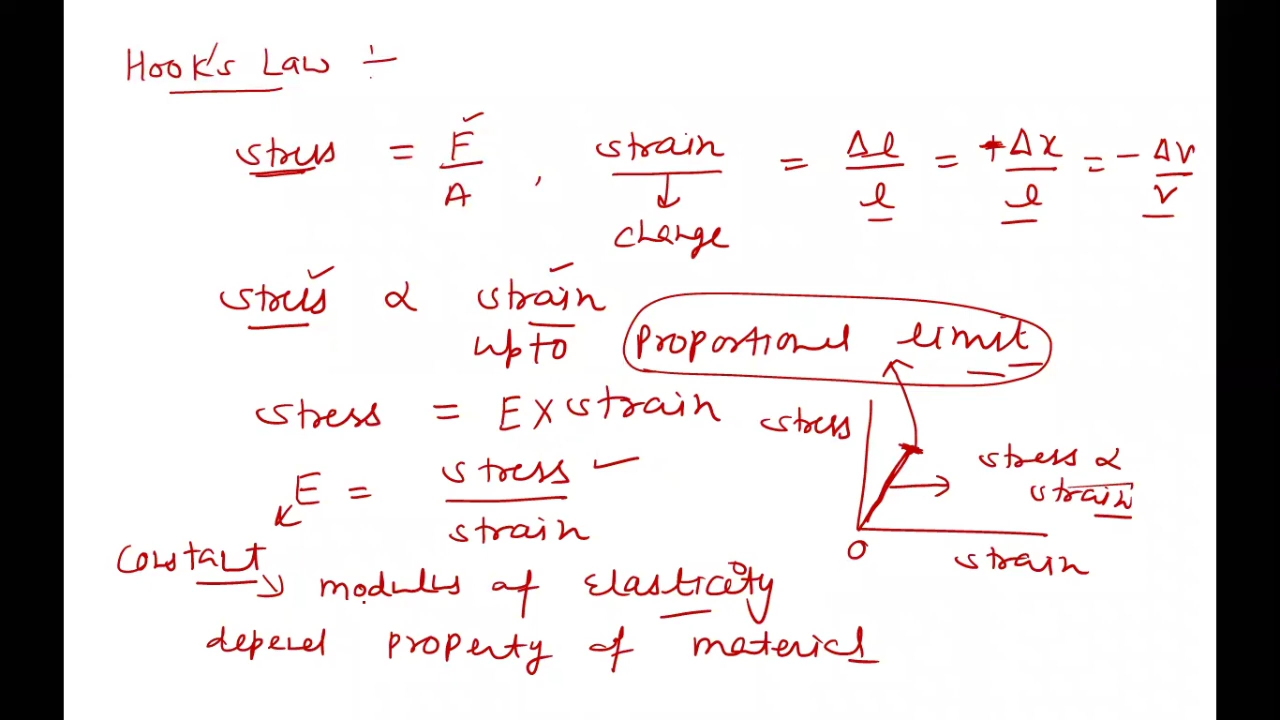 Hook's Law ÷
stress = F/A , strain = Δl/l = +Δx/l = - Δv/v
change
stress ∝ strain
upto proportional limit
stress = E X strain
E = stress/strain
stress
stress ∝
strain
O
strain
Constant
modulus of Elasticity
depend property of material